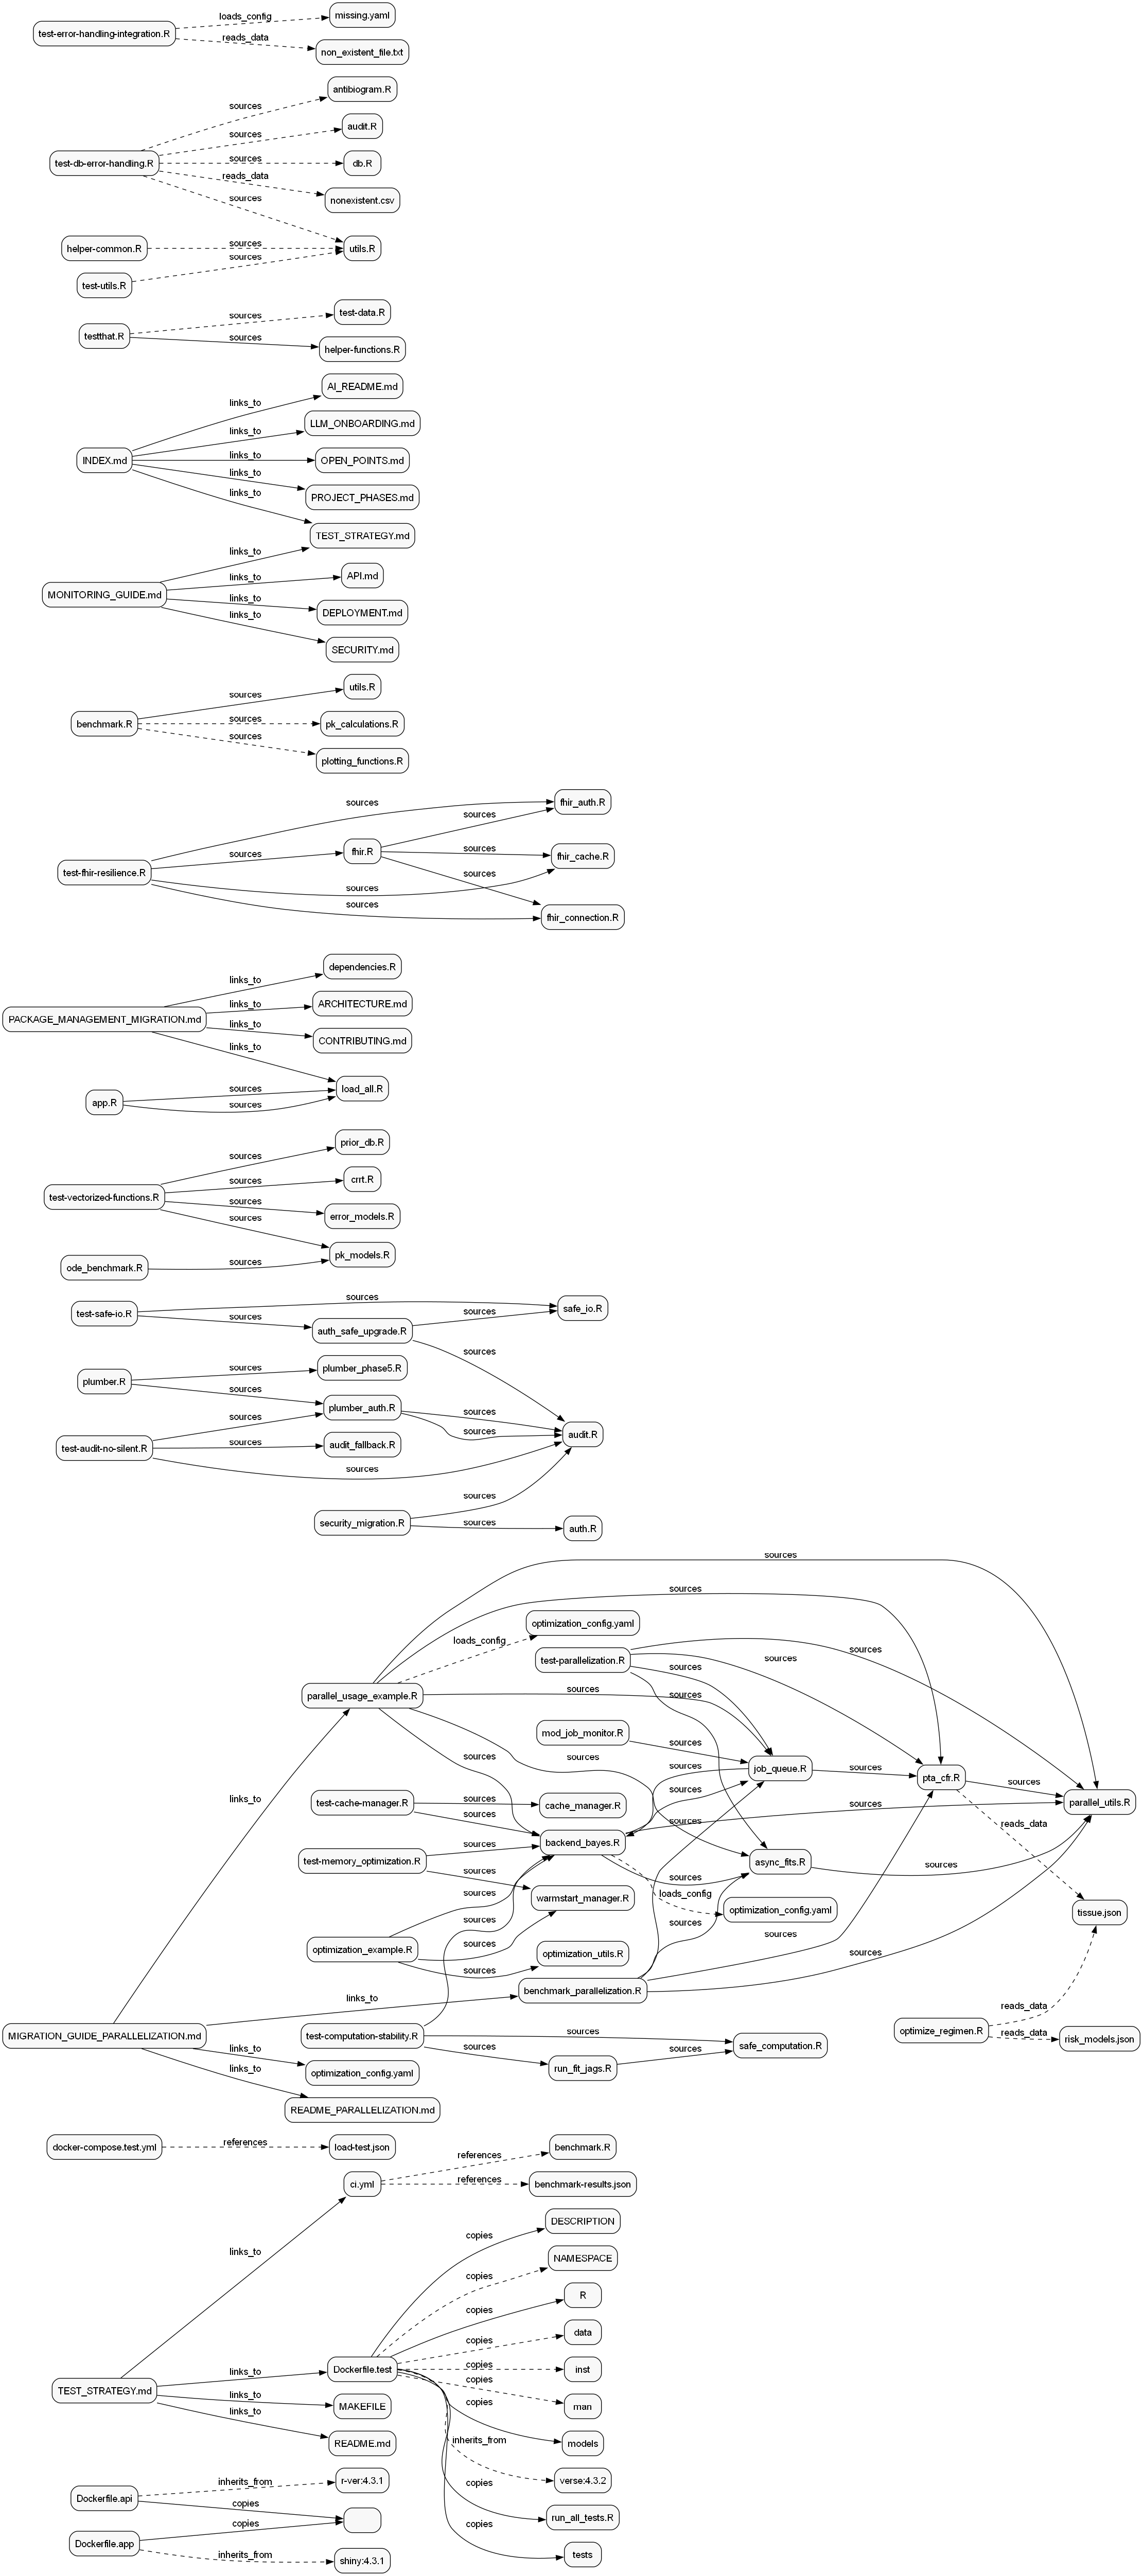 test-error-handling-integration.R
loads_config
missing.yaml
reads_data
non_existent_file.txt
test-db-error-handling.R
sources
antibiogram.R
sources
audit.R
sources
db.R
reads_data
nonexistent.csv
sources
utils.R
helper-common.R
sources
test-utils.R
sources
testthat.R
sources
test-data.R
sources
helper-functions.R
INDEX.md
links_to
AI_README.md
links_to
LLM_ONBOARDING.md
links_to
OPEN_POINTS.md
links_to
PROJECT_PHASES.md
links_to
TEST_STRATEGY.md
MONITORING_GUIDE.md
links_to
links_to
API.md
links_to
DEPLOYMENT.md
links_to
SECURITY.md
benchmark.R
sources
utils.R
sources
pk_calculations.R
sources
plotting_functions.R
test-fhir-resilience.R
sources
fhir_auth.R
sources
fhir.R
sources
sources
fhir_cache.R
sources
sources
sources
fhir_connection.R
PACKAGE_MANAGEMENT_MIGRATION.md
links_to
dependencies.R
links_to
ARCHITECTURE.md
links_to
CONTRIBUTING.md
links_to
load_all.R
app.R
sources
sources
test-vectorized-functions.R
sources
prior_db.R
sources
crrt.R
sources
error_models.R
sources
pk_models.R
ode_benchmark.R
sources
test-safe-io.R
sources
safe_io.R
sources
auth_safe_upgrade.R
sources
sources
plumber.R
sources
plumber_phase5.R
sources
plumber_auth.R
sources
sources
audit.R
test-audit-no-silent.R
sources
sources
audit_fallback.R
sources
security_migration.R
sources
sources
auth.R
sources
sources
optimization_config.yaml
loads_config
parallel_usage_example.R
test-parallelization.R
sources
sources
sources
sources
sources
mod_job_monitor.R
sources
sources
sources
job_queue.R
sources
sources
pta_cfr.R
sources
parallel_utils.R
links_to
test-cache-manager.R
sources
cache_manager.R
sources
sources
sources
backend_bayes.R
sources
reads_data
test-memory_optimization.R
sources
sources
warmstart_manager.R
async_fits.R
sources
sources
loads_config
optimization_config.yaml
tissue.json
sources
sources
sources
sources
optimization_example.R
sources
optimization_utils.R
sources
sources
benchmark_parallelization.R
links_to
MIGRATION_GUIDE_PARALLELIZATION.md
test-computation-stability.R
sources
safe_computation.R
sources
run_fit_jags.R
sources
optimize_regimen.R
reads_data
reads_data
risk_models.json
links_to
optimization_config.yaml
links_to
README_PARALLELIZATION.md
docker-compose.test.yml
references
load-test.json
ci.yml
references
benchmark.R
references
benchmark-results.json
links_to
copies
DESCRIPTION
copies
NAMESPACE
copies
R
copies
data
Dockerfile.test
copies
inst
copies
man
TEST_STRATEGY.md
links_to
links_to
MAKEFILE
links_to
README.md
copies
models
inherits_from
verse:4.3.2
copies
run_all_tests.R
copies
tests
Dockerfile.api
inherits_from
r-ver:4.3.1
copies
copies
Dockerfile.app
inherits_from
shiny:4.3.1